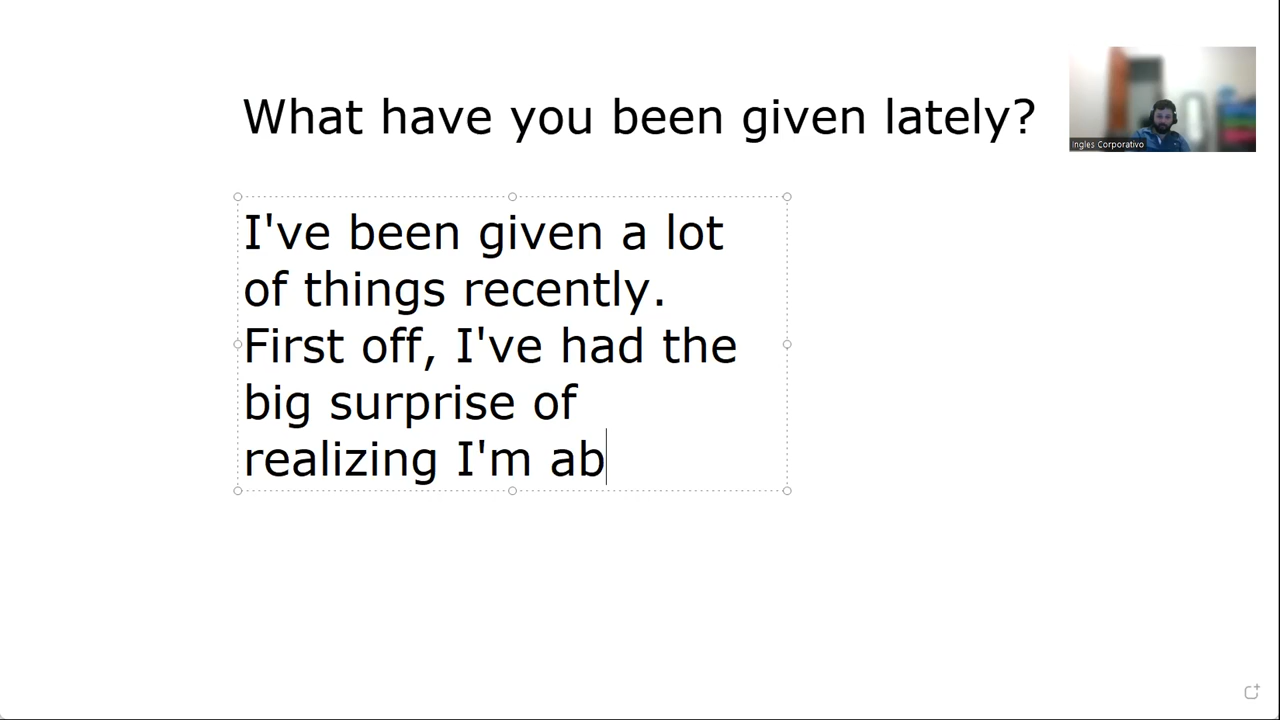 What have you been given lately?
Ingles Corporativo
I've been given a lot
of things recently.
First off, I've had the
big surprise of
realizing I'm ab